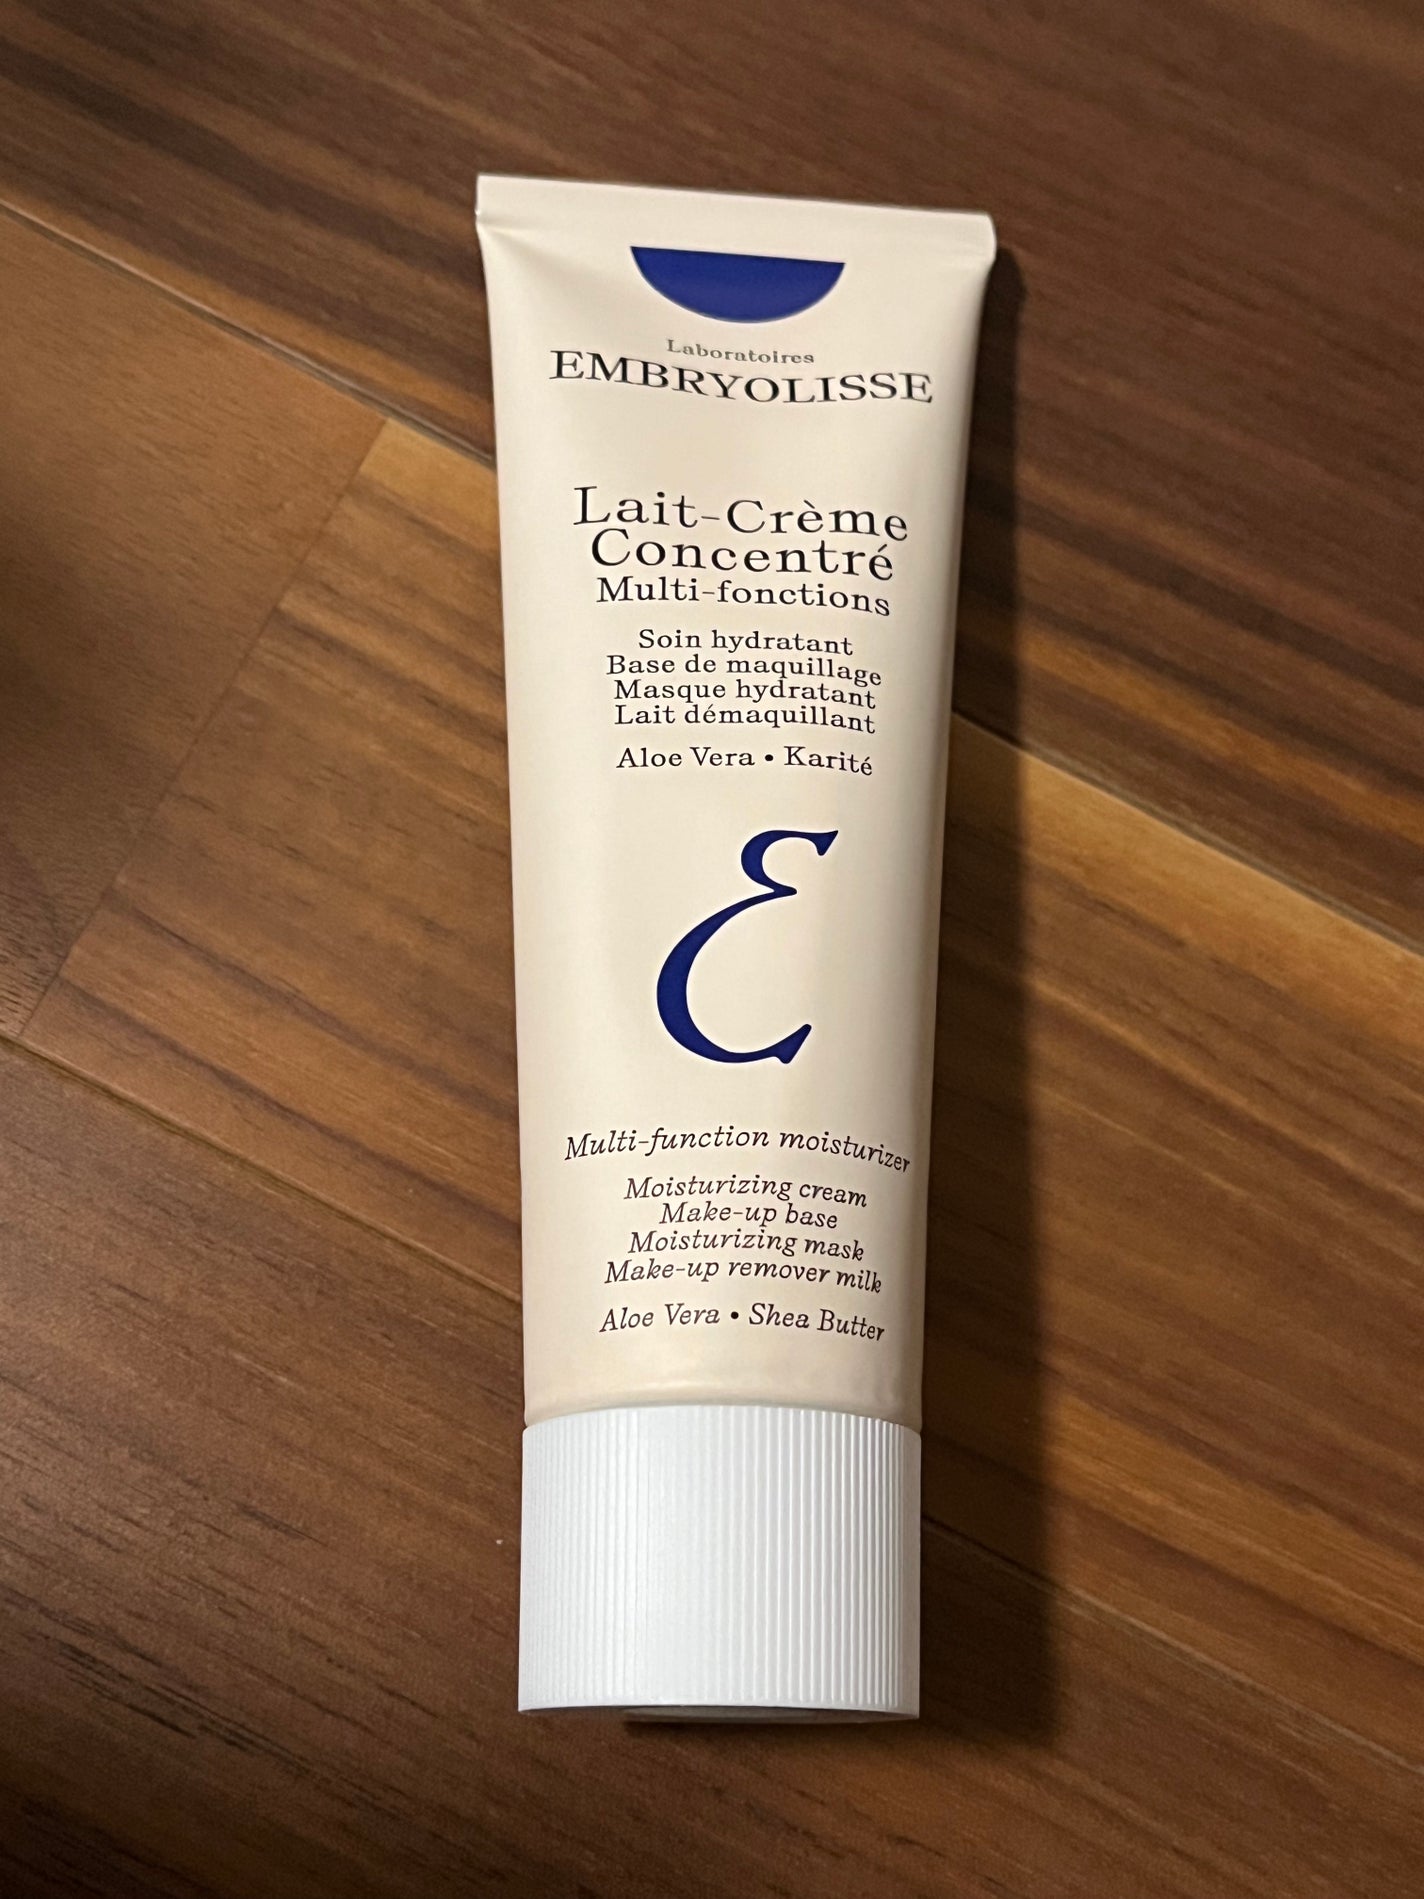 Laboratoires
EMBRYOLISSE
Lait-Crème
Concentré
Multi-fonctions
Soin hydratant
Base de maquillage
Masque hydratant
Lait démaquillant
Aloe Vera • Karité
E
Multi-function moisturizer
Moisturizing cream
Make-up base
Moisturizing mask
Make-up remover milk
Aloe Vera • Shea Butter